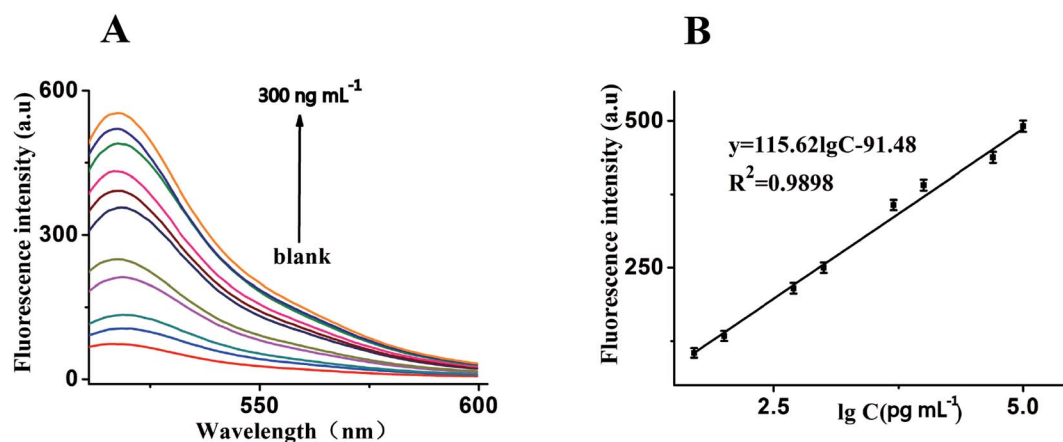 A
Fluorescence intensity (a.u)
600
300
0
300 ng mL⁻¹
blank
550
600
Wavelength (nm)
B
Fluorescence intensity (a.u)
500
250
y=115.62lgC-91.48
R²=0.9898
2.5
5.0
lg C(pg mL⁻¹)